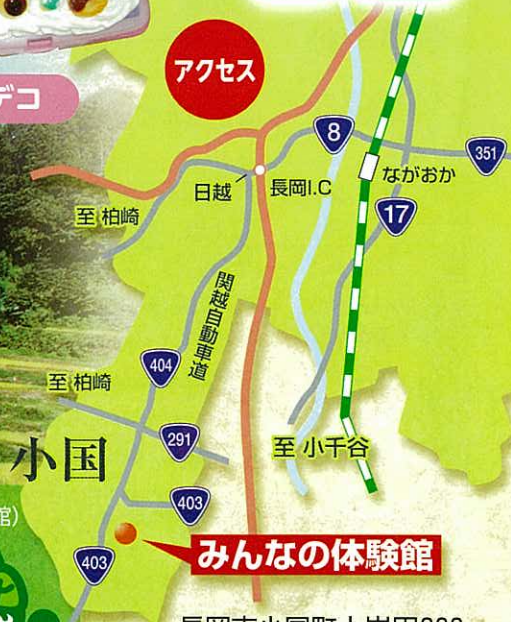 デコ
アクセス
8
351
ながおか
日越
長岡I.C
17
至 柏崎
関越自動車道
404
至 柏崎
291
至 小千谷
小国
403
館)
403
みんなの体験館